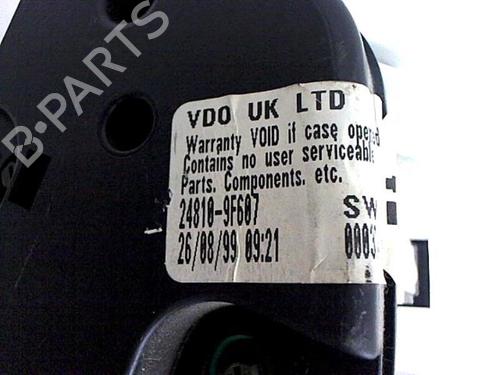 B-PARTS
VDO UK LTD
Warranty VOID if case opened
Contains no user serviceable
Parts. Components. etc.
24810-9F607 SW
26/08/99 09:21 0003